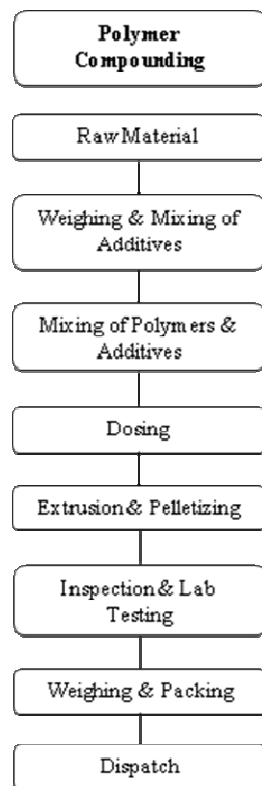 Polymer
Compounding
Raw Material
Weighing & Mixing of
Additives
Mixing of Polymers &
Additives
Dosing
Extrusion & Pelletizing
Inspection & Lab
Testing
Weighing & Packing
Dispatch